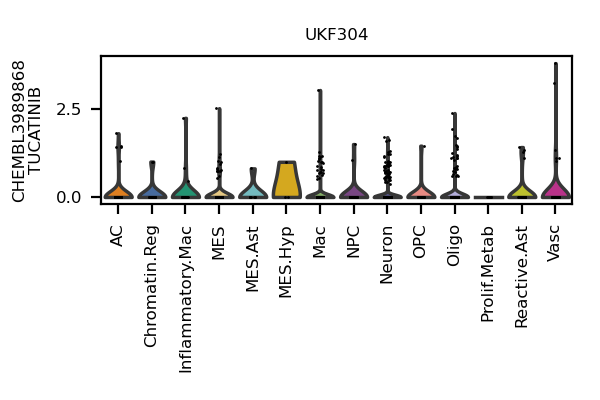 UKF304
CHEMBL3989868
TUCATINIB
2.5
0.0
AC
Chromatin.Reg
Inflammatory.Mac
MES
MES.Ast
MES.Hyp
Mac
NPC
Neuron
OPC
Oligo
Prolif.Metab
Reactive.Ast
Vasc